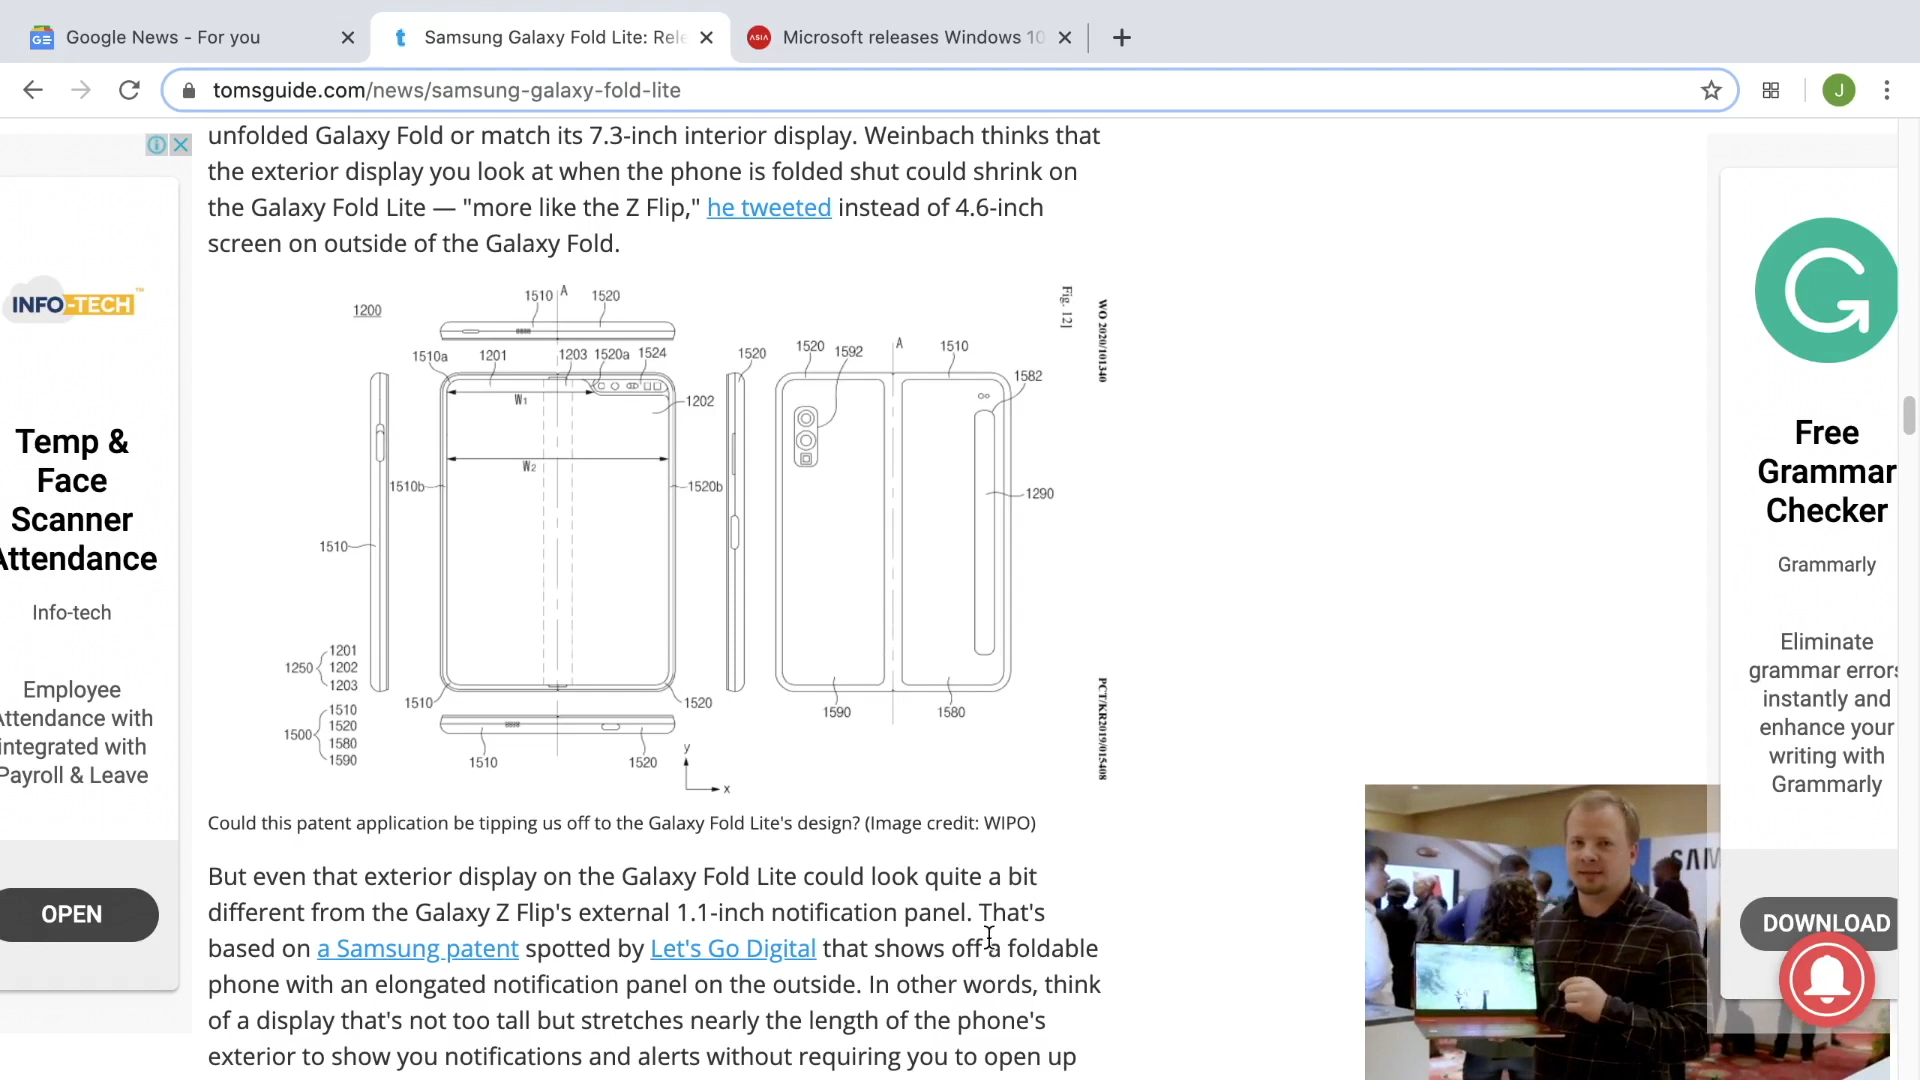 Google News - For you
Samsung Galaxy Fold Lite: Rele
ASIA
Microsoft releases Windows 10
tomsguide.com/news/samsung-galaxy-fold-lite
J
unfolded Galaxy Fold or match its 7.3-inch interior display. Weinbach thinks that
the exterior display you look at when the phone is folded shut could shrink on
the Galaxy Fold Lite — "more like the Z Flip," he tweeted instead of 4.6-inch
screen on outside of the Galaxy Fold.
1200
1510 A 1520
1510a 1201 1203 1520a 1524
W1
1202
W2
1510b
1520b
1510
1250 1201
1202
1203
1500 1510
1520
1580
1590
1510
1520
1510
1520
y
x
1520
1520 1592 A 1510
1582
1290
1590
1580
Fig. 12]
WO 2020/101340
PCT/KR2019/015408
Could this patent application be tipping us off to the Galaxy Fold Lite's design? (Image credit: WIPO)
But even that exterior display on the Galaxy Fold Lite could look quite a bit
different from the Galaxy Z Flip's external 1.1-inch notification panel. That's
based on a Samsung patent spotted by Let's Go Digital that shows off a foldable
phone with an elongated notification panel on the outside. In other words, think
of a display that's not too tall but stretches nearly the length of the phone's
exterior to show you notifications and alerts without requiring you to open up
INFO-TECH™
Temp &
Face
Scanner
Attendance
Info-tech
Employee
Attendance with
integrated with
Payroll & Leave
OPEN
Free
Grammar
Checker
Grammarly
Eliminate
grammar errors
instantly and
enhance your
writing with
Grammarly
DOWNLOAD
SAM